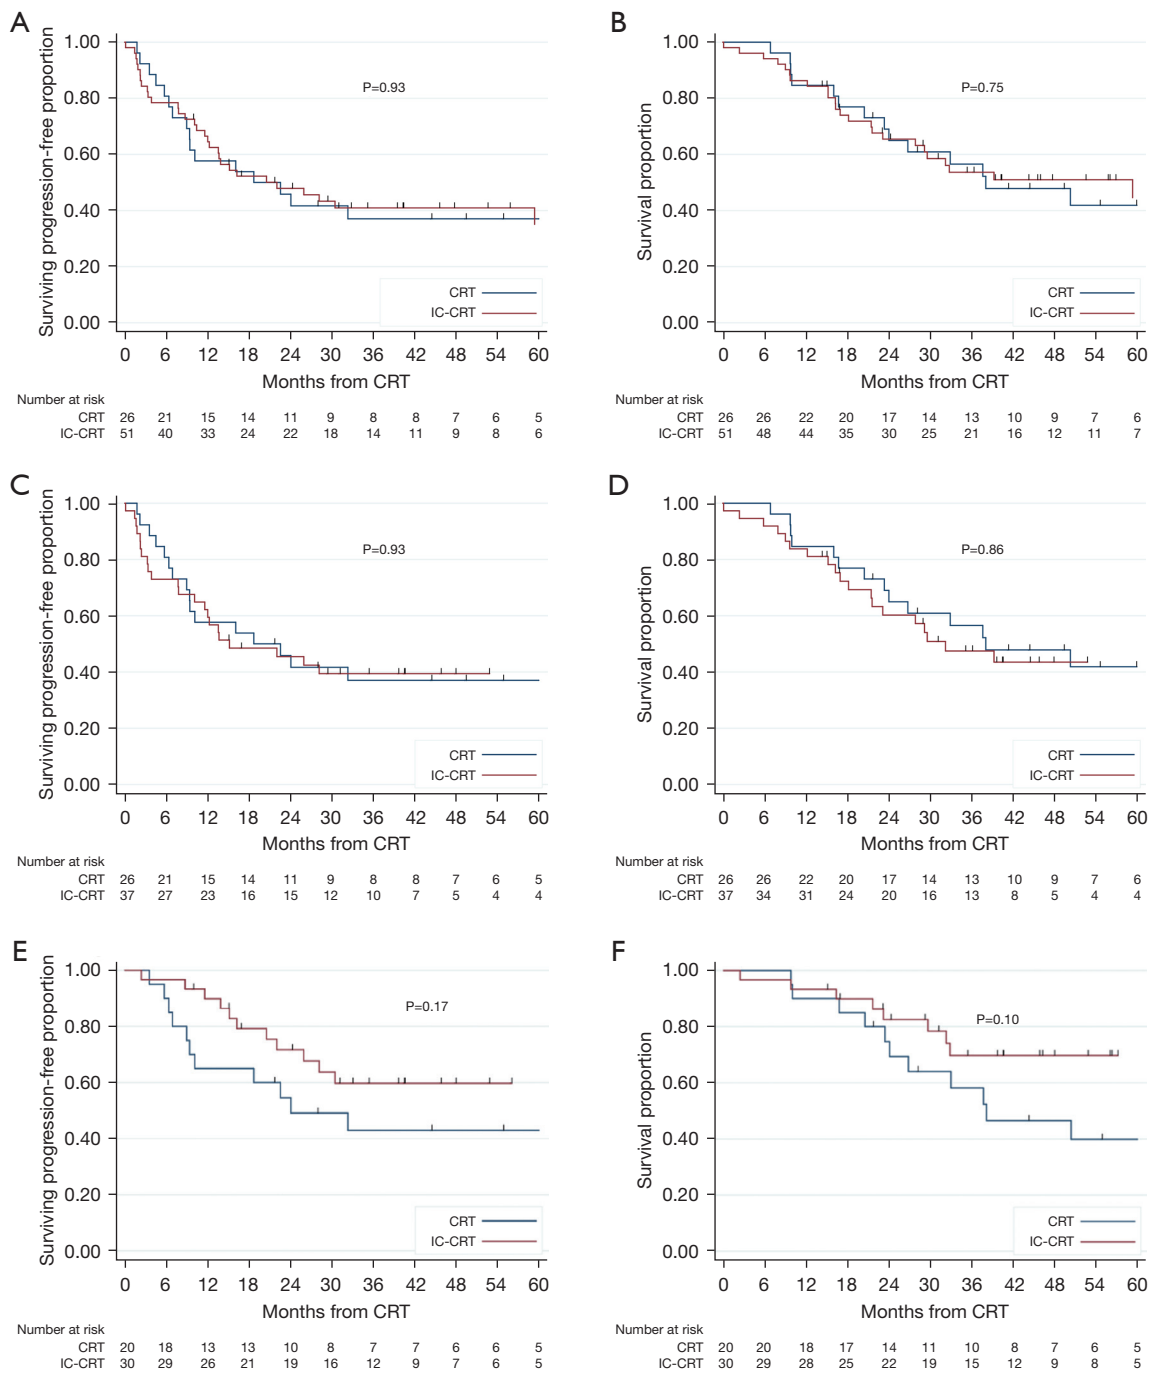 A
Surviving progression-free proportion
1.00
0.80
0.60
0.40
0.20
0.00
P=0.93
CRT
IC-CRT
0 6 12 18 24 30 36 42 48 54 60
Months from CRT
Number at risk
CRT 26 21 15 14 11 9 8 8 7 6 5
IC-CRT 51 40 33 24 22 18 14 11 9 8 6
B
Survival proportion
1.00
0.80
0.60
0.40
0.20
0.00
P=0.75
CRT
IC-CRT
0 6 12 18 24 30 36 42 48 54 60
Months from CRT
Number at risk
CRT 26 26 22 20 17 14 13 10 9 7 6
IC-CRT 51 48 44 35 30 25 21 16 12 11 7
C
Surviving progression-free proportion
1.00
0.80
0.60
0.40
0.20
0.00
P=0.93
CRT
IC-CRT
0 6 12 18 24 30 36 42 48 54 60
Months from CRT
Number at risk
CRT 26 21 15 14 11 9 8 8 7 6 5
IC-CRT 37 27 23 16 15 12 10 7 5 4 4
D
Survival proportion
1.00
0.80
0.60
0.40
0.20
0.00
P=0.86
CRT
IC-CRT
0 6 12 18 24 30 36 42 48 54 60
Months from CRT
Number at risk
CRT 26 26 22 20 17 14 13 10 9 7 6
IC-CRT 37 34 31 24 20 16 13 8 5 4 4
E
Surviving progression-free proportion
1.00
0.80
0.60
0.40
0.20
0.00
P=0.17
CRT
IC-CRT
0 6 12 18 24 30 36 42 48 54 60
Months from CRT
Number at risk
CRT 20 18 13 13 10 8 7 7 6 6 5
IC-CRT 30 29 26 21 19 16 12 9 7 6 5
F
Survival proportion
1.00
0.80
0.60
0.40
0.20
0.00
P=0.10
CRT
IC-CRT
0 6 12 18 24 30 36 42 48 54 60
Months from CRT
Number at risk
CRT 20 20 18 17 14 11 10 8 7 6 5
IC-CRT 30 29 28 25 22 19 15 12 9 8 5